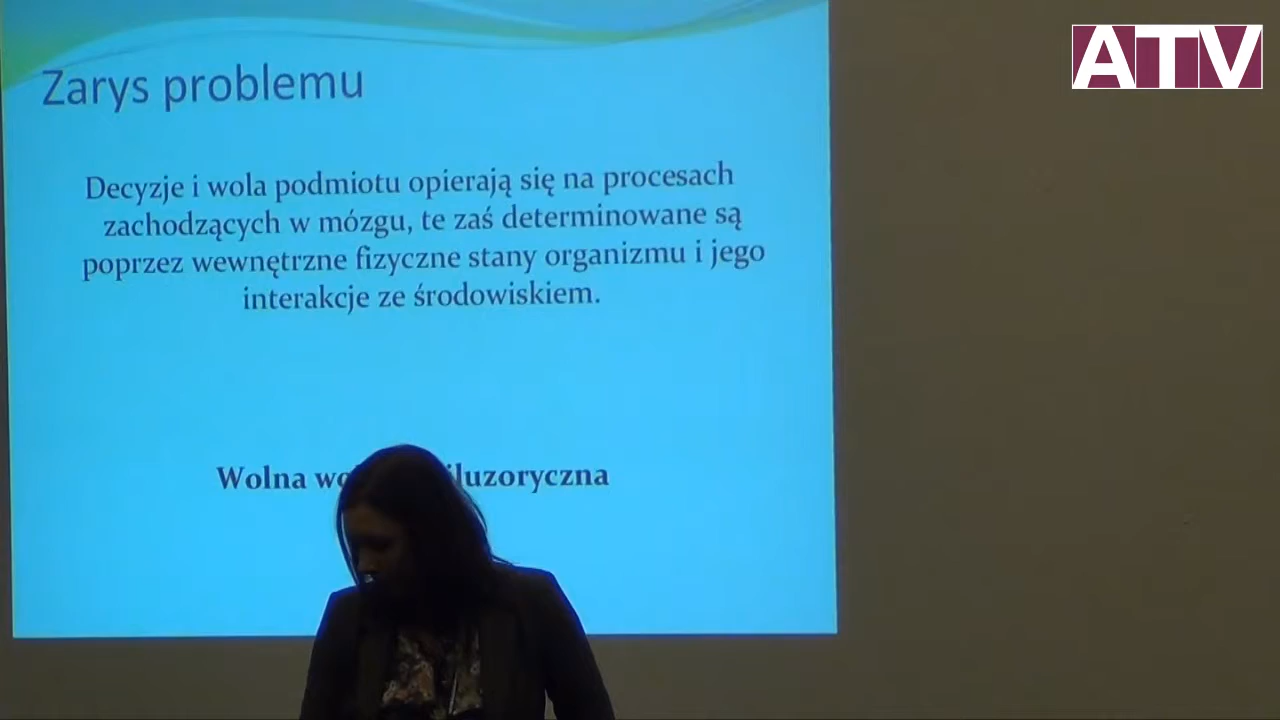 ATV
Zarys problemu
Decyzje i wola podmiotu opierają się na procesach
zachodzących w mózgu, te zaś determinowane są
poprzez wewnętrzne fizyczne stany organizmu i jego
interakcje ze środowiskiem.
Wolna iluzoryczna